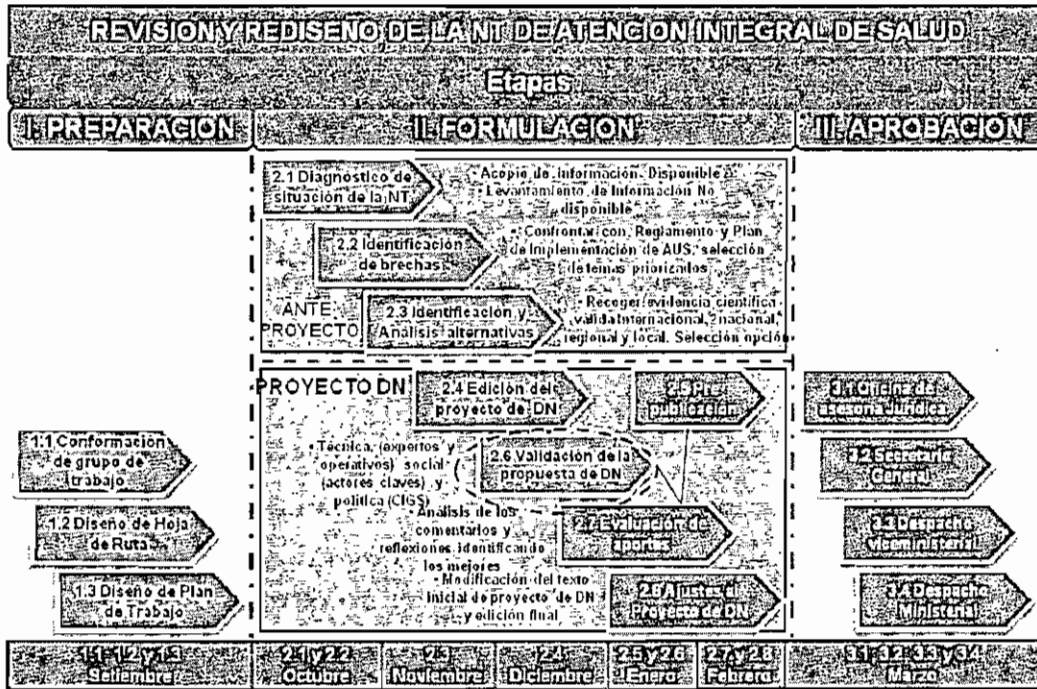 REVISION Y REDISEÑO DE LA NT DE ATENCION INTEGRAL DE SALUD
Etapas
I. PREPARACIÓN
II. FORMULACION
II. APROBACIÓN
2.1 Diagnostico de
situación de la NT
• Acopio de información Disponible
• Levantamiento de Información No
disponible
2.2 Identificación
de brechas
• Confrontar con, Reglamento y Plan
de Implementación de AUS, selección
de temas priorizados
ANTE
PROYECTO
2.3 Identificación y
Análisis alternativas
• Recoger evidencia científica
valida Internacional, nacional,
regional y local. Selección opción
PROYECTO DN
2.4 Edición del
proyecto de DN
2.5 Pre
publicación
• Técnica, (expertos y
operativos) social
(actores claves) y
política (CIGS)
2.6 Validación de la
propuesta de DN
• Análisis de los
comentarios y
reflexiones identificando
los mejores
2.7 Evaluación de
aportes
• Modificación del texto
inicial de proyecto de DN
y edición final
2.8 Ajustes al
Proyecto de DN
1.1 Conformación
de grupo de
trabajo
1.2 Diseño de Hoja
de Ruta
1.3 Diseño de Plan
de Trabajo
3.1 Oficina de
asesoría Jurídica
3.2 Secretaria
General
3.3 Despacho
viceministerial
3.4 Despacho
Ministerial
1.1, 1.2 y 1.3
Setiembre
2.1 y 2.2
Octubre
2.3
Noviembre
2.4
Diciembre
2.5 y 2.6
Enero
2.7 y 2.8
Febrero
3.1, 3.2, 3.3 y 3.4
Marzo